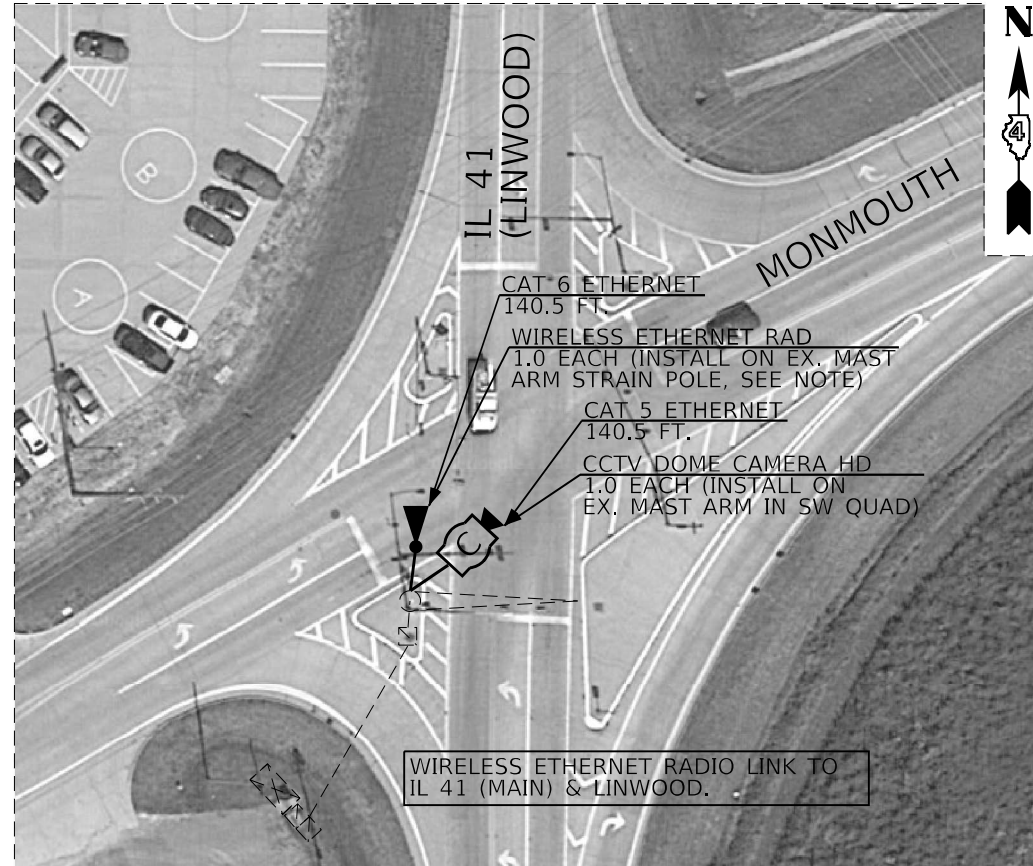 N
4
IL 41
(LINWOOD)
MONMOUTH
B
A
CAT 6 ETHERNET
140.5 FT.
WIRELESS ETHERNET RAD
1.0 EACH (INSTALL ON EX. MAST
ARM STRAIN POLE, SEE NOTE)
CAT 5 ETHERNET
140.5 FT.
CCTV DOME CAMERA HD
1.0 EACH (INSTALL ON
EX. MAST ARM IN SW QUAD)
C
WIRELESS ETHERNET RADIO LINK TO
IL 41 (MAIN) & LINWOOD.